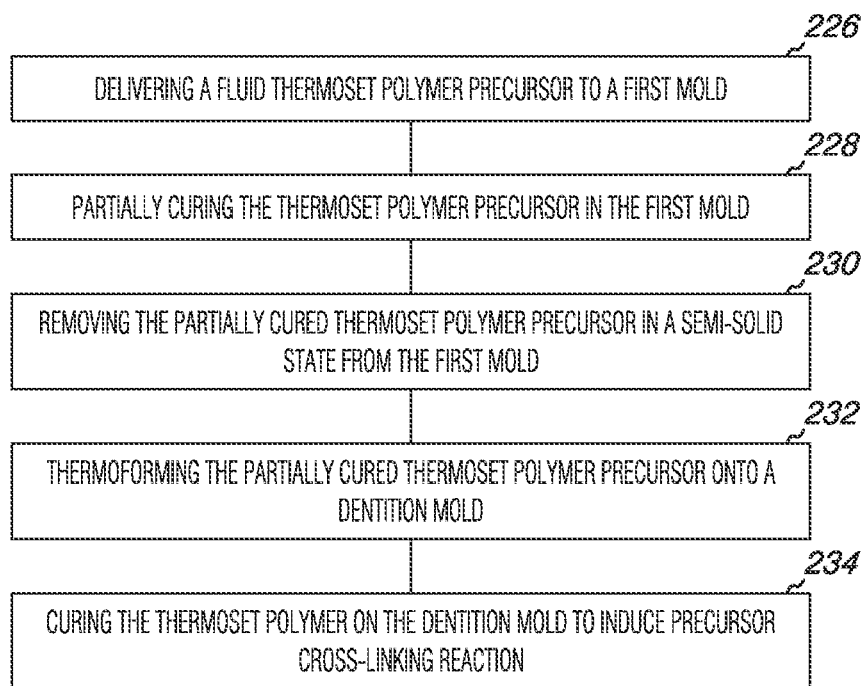 226
DELIVERING A FLUID THERMOSET POLYMER PRECURSOR TO A FIRST MOLD
228
PARTIALLY CURING THE THERMOSET POLYMER PRECURSOR IN THE FIRST MOLD
230
REMOVING THE PARTIALLY CURED THERMOSET POLYMER PRECURSOR IN A SEMI-SOLID
STATE FROM THE FIRST MOLD
232
THERMOFORMING THE PARTIALLY CURED THERMOSET POLYMER PRECURSOR ONTO A
DENTITION MOLD
234
CURING THE THERMOSET POLYMER ON THE DENTITION MOLD TO INDUCE PRECURSOR
CROSS-LINKING REACTION